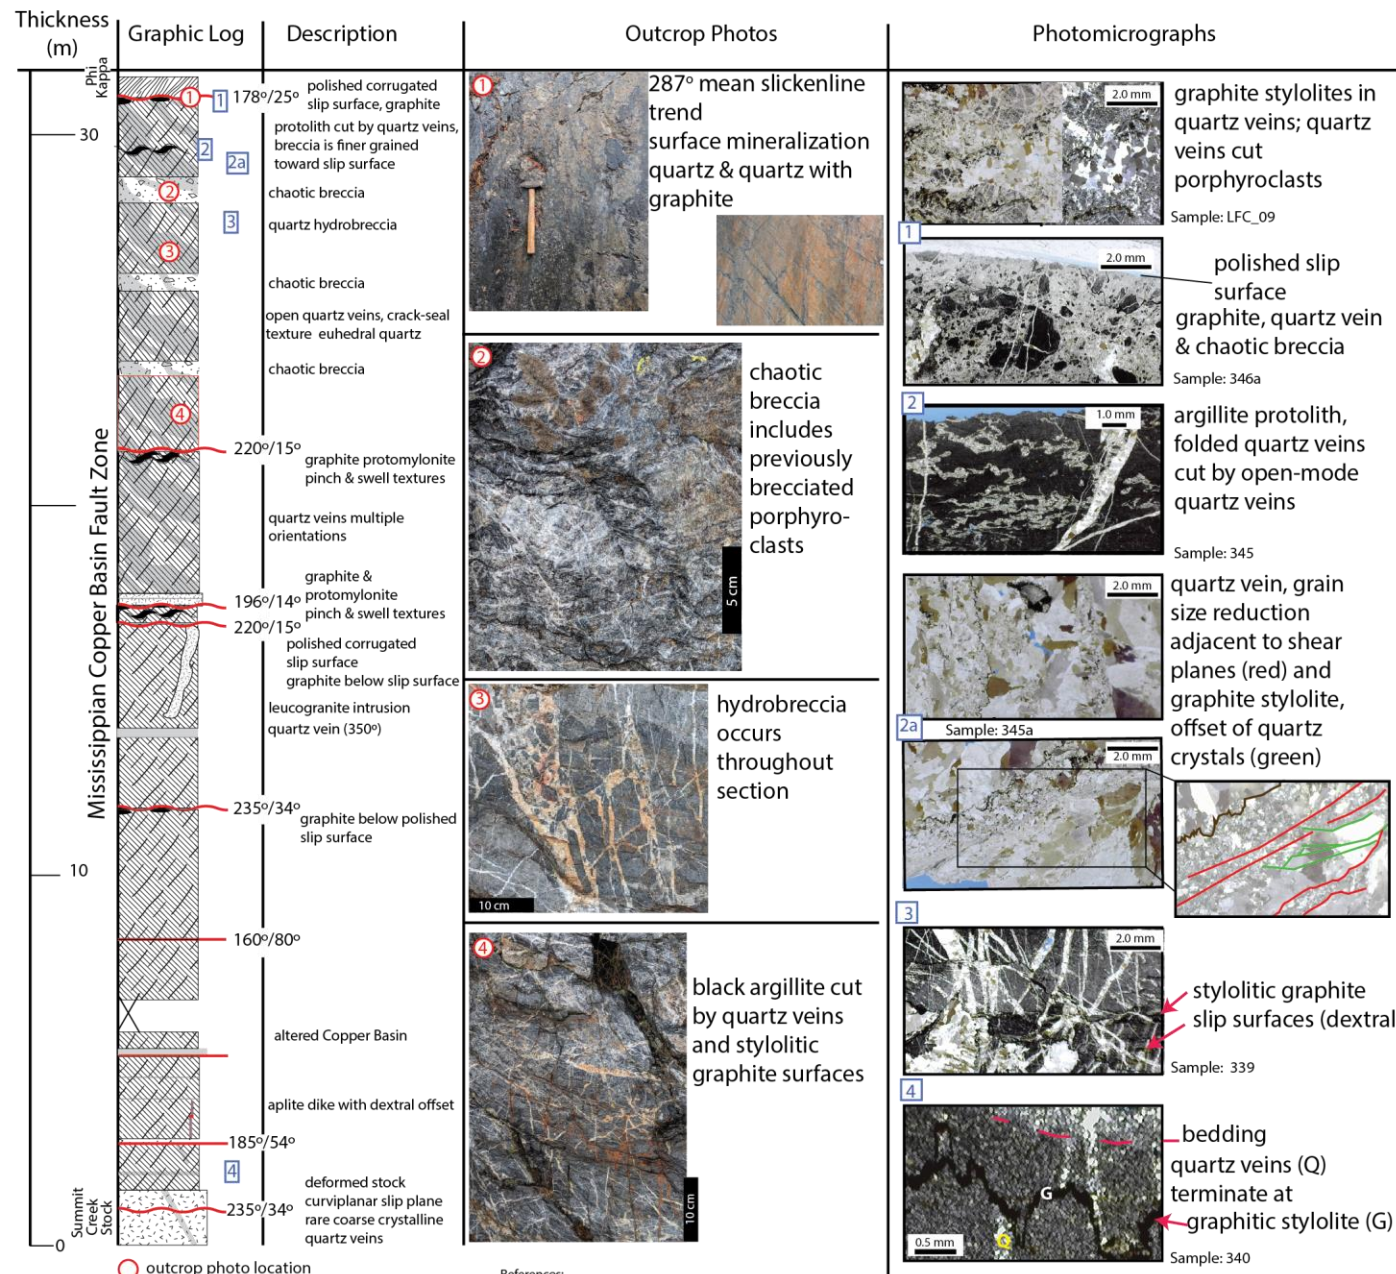 Thickness
(m)
Graphic Log
Description
Outcrop Photos
Photomicrographs
Phi
Kappa
30
10
0
Mississippian Copper Basin Fault Zone
Summit
Creek
Stock
1
1
178º/25º
polished corrugated
slip surface, graphite
2
2a
protolith cut by quartz veins,
breccia is finer grained
toward slip surface
2
chaotic breccia
3
quartz hydrobreccia
3
chaotic breccia
open quartz veins, crack-seal
texture euhedral quartz
chaotic breccia
4
220º/15º
graphite protomylonite
pinch & swell textures
quartz veins multiple
orientations
196º/14º
graphite &
protomylonite
pinch & swell textures
220º/15º
polished corrugated
slip surface
graphite below slip surface
leucogranite intrusion
quartz vein (350º)
235º/34º
graphite below polished
slip surface
160º/80º
altered Copper Basin
aplite dike with dextral offset
185º/54º
4
235º/34º
deformed stock
curviplanar slip plane
rare coarse crystalline
quartz veins
outcrop photo location
References:
1
287º mean slickenline
trend
surface mineralization
quartz & quartz with
graphite
2
chaotic
breccia
includes
previously
brecciated
porphyro-
clasts
5 cm
3
hydrobreccia
occurs
throughout
section
10 cm
4
black argillite cut
by quartz veins
and stylolitic
graphite surfaces
10 cm
2.0 mm
graphite stylolites in
quartz veins; quartz
veins cut
porphyroclasts
Sample: LFC_09
1
2.0 mm
polished slip
surface
graphite, quartz vein
& chaotic breccia
Sample: 346a
2
1.0 mm
argillite protolith,
folded quartz veins
cut by open-mode
quartz veins
Sample: 345
2.0 mm
quartz vein, grain
size reduction
adjacent to shear
planes (red) and
graphite stylolite,
offset of quartz
crystals (green)
2a
Sample: 345a
2.0 mm
3
2.0 mm
stylolitic graphite
slip surfaces (dextral
Sample: 339
4
bedding
quartz veins (Q)
terminate at
graphitic stylolite (G)
G
Q
0.5 mm
Sample: 340